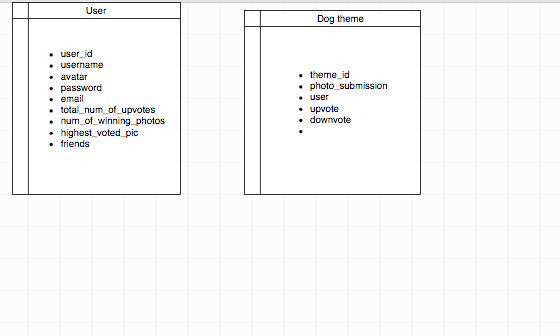 User
user_id
username
avatar
password
email
total_num_of_upvotes
num_of_winning_photos
highest_voted_pic
friends
Dog theme
theme_id
photo_submission
user
upvote
downvote